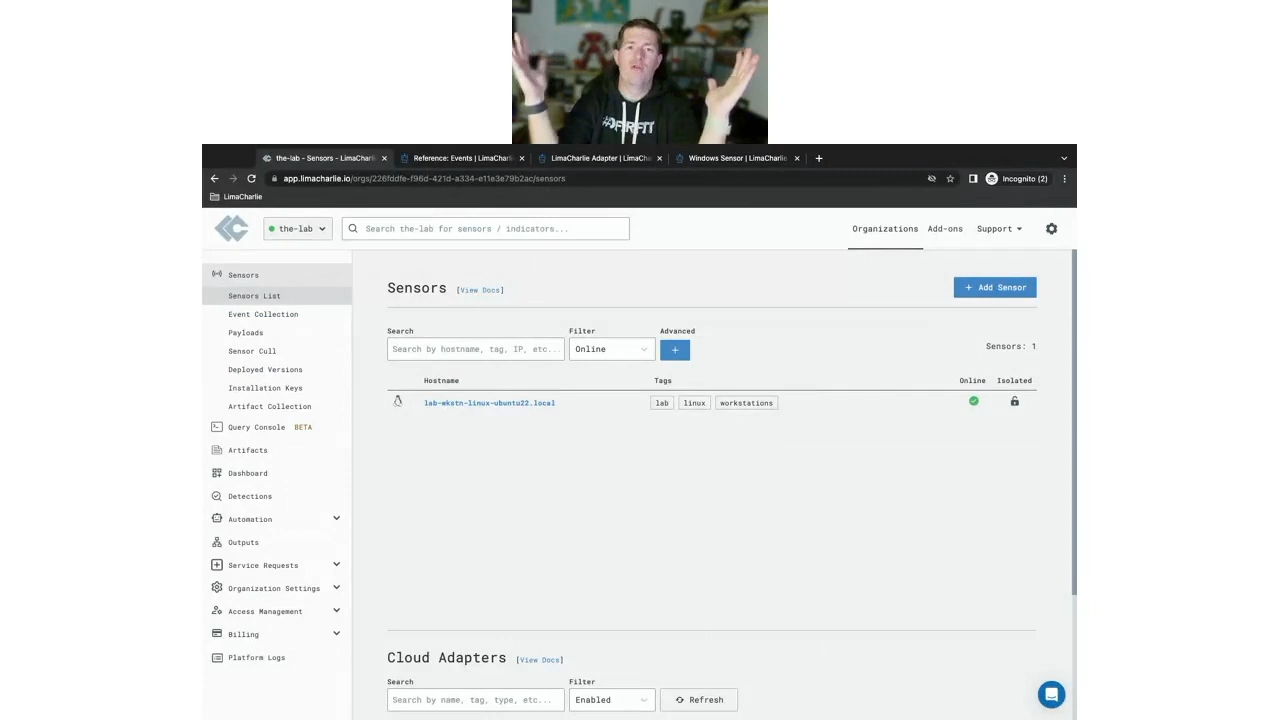 #DFIRFIT
the-lab - Sensors - LimaCharli
Reference: Events | LimaCharli
LimaCharlie Adapter | LimaCha
Windows Sensor | LimaCharlie
app.limacharlie.io/orgs/226fddfe-f96d-421d-a334-e11e3e79b2ac/sensors
Incognito (2)
LimaCharlie
the-lab
Search the-lab for sensors / indicators...
Organizations
Add-ons
Support
Sensors
Sensors List
Event Collection
Payloads
Sensor Cull
Deployed Versions
Installation Keys
Artifact Collection
Query Console BETA
Artifacts
Dashboard
Detections
Automation
Outputs
Service Requests
Organization Settings
Access Management
Billing
Platform Logs
Sensors [View Docs]
+ Add Sensor
Search
Filter
Advanced
Search by hostname, tag, IP, etc...
Online
+
Sensors: 1
Hostname
Tags
Online
Isolated
lab-wkstn-linux-ubuntu22.local
lab
linux
workstations
Cloud Adapters [View Docs]
Search
Filter
Search by name, tag, type, etc...
Enabled
Refresh